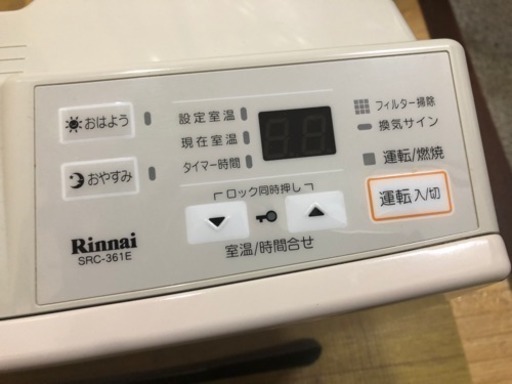 おはよう
おやすみ
設定室温
現在室温
タイマー時間
フィルター掃除
換気サイン
運転/燃焼
ロック同時押し
運転入/切
室温/時間合せ
Rinnai
SRC-361E